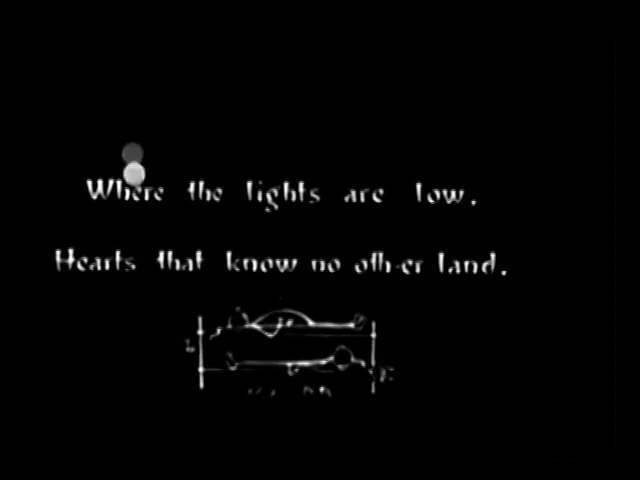 Where the lights are low.
Hearts that know no oth-er land.